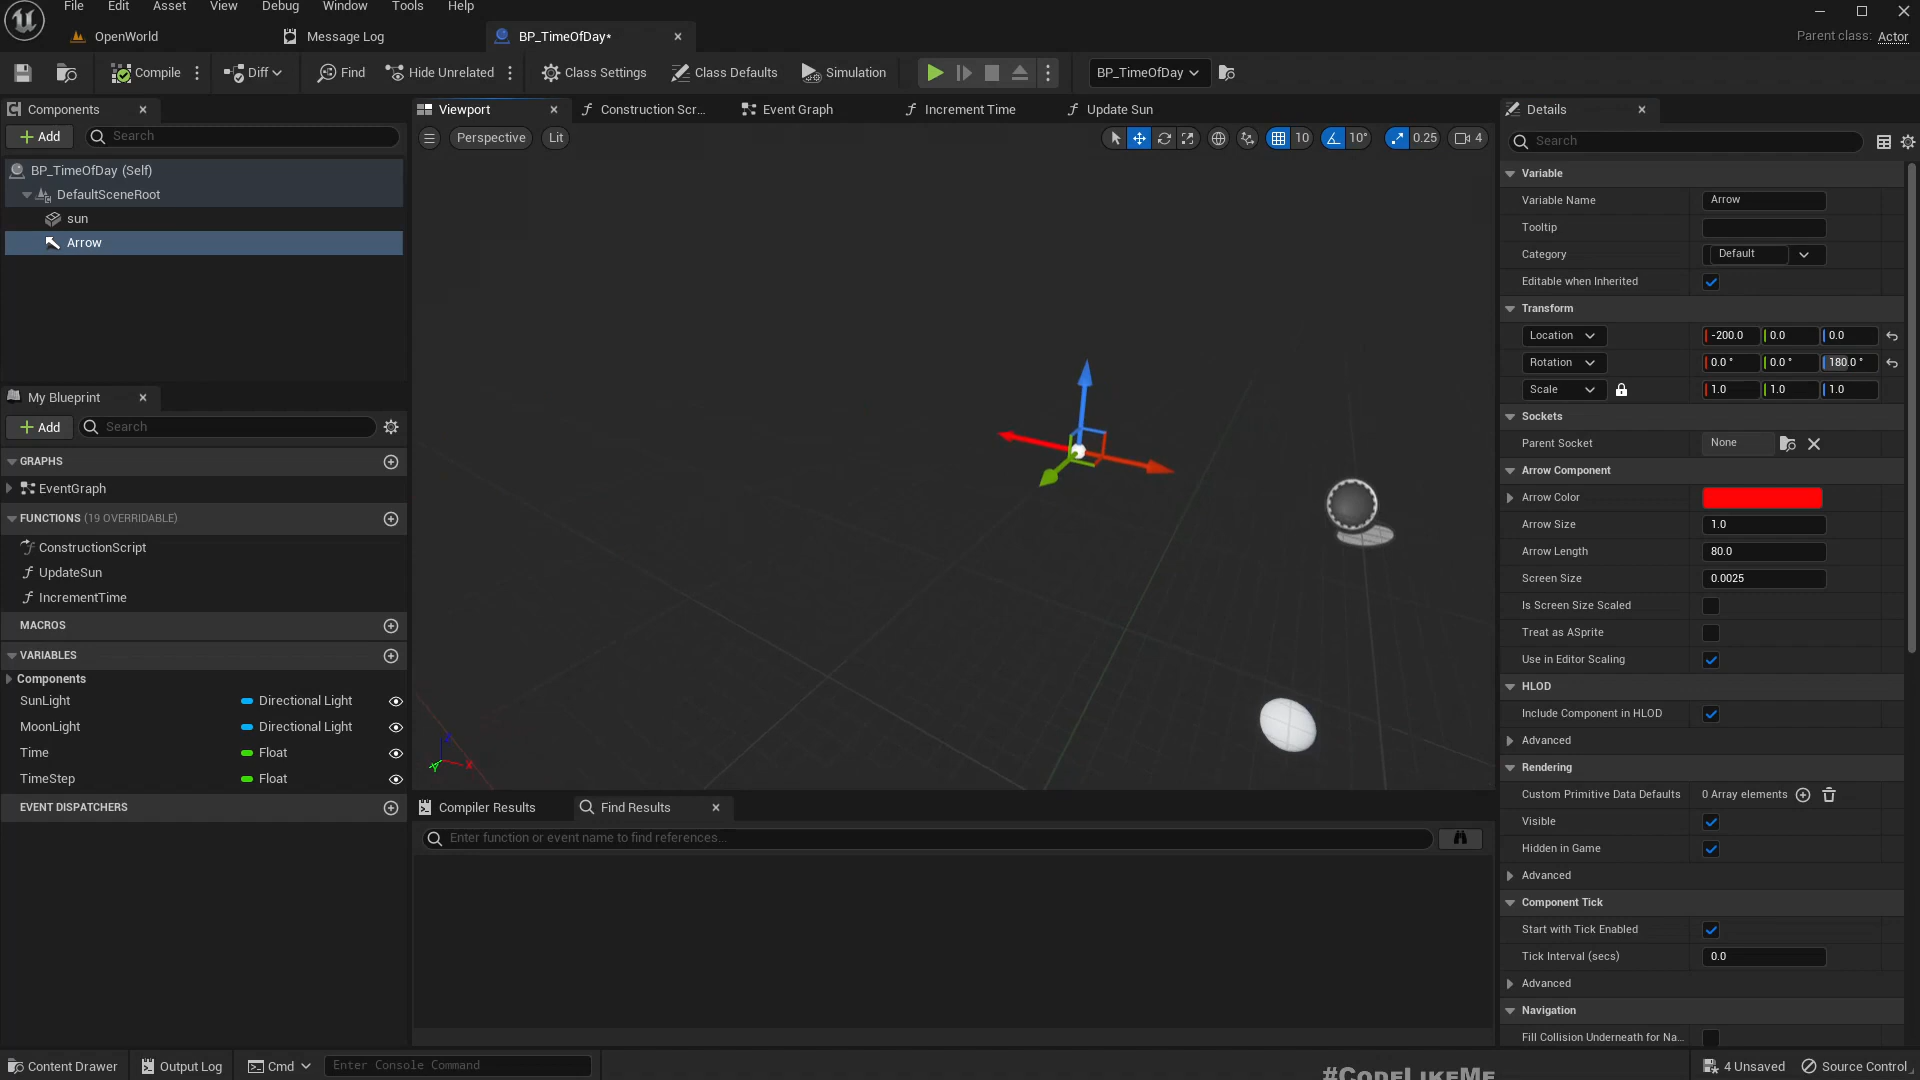 File Edit Asset View Debug Window Tools Help
OpenWorld
Message Log
BP_TimeOfDay*
Parent class: Actor
Compile
Diff
Find
Hide Unrelated
Class Settings
Class Defaults
Simulation
BP_TimeOfDay
Components
Add
Search
BP_TimeOfDay (Self)
DefaultSceneRoot
sun
Arrow
My Blueprint
Add
Search
GRAPHS
EventGraph
FUNCTIONS (19 OVERRIDABLE)
ConstructionScript
UpdateSun
IncrementTime
MACROS
VARIABLES
Components
SunLight Directional Light
MoonLight Directional Light
Time Float
TimeStep Float
EVENT DISPATCHERS
Viewport
Construction Scr...
Event Graph
Increment Time
Update Sun
Perspective
Lit
10
10°
0.25
4
Z
X
Y
Compiler Results
Find Results
Enter function or event name to find references...
Details
Search
Variable
Variable Name Arrow
Tooltip
Category Default
Editable when Inherited
Transform
Location -200.0 0.0 0.0
Rotation 0.0 ° 0.0 ° 180.0 °
Scale 1.0 1.0 1.0
Sockets
Parent Socket None
Arrow Component
Arrow Color
Arrow Size 1.0
Arrow Length 80.0
Screen Size 0.0025
Is Screen Size Scaled
Treat as ASprite
Use in Editor Scaling
HLOD
Include Component in HLOD
Advanced
Rendering
Custom Primitive Data Defaults 0 Array elements
Visible
Hidden in Game
Advanced
Component Tick
Start with Tick Enabled
Tick Interval (secs) 0.0
Advanced
Navigation
Fill Collision Underneath for Na...
Content Drawer
Output Log
Cmd
Enter Console Command
#CodeLikeMe
4 Unsaved
Source Control